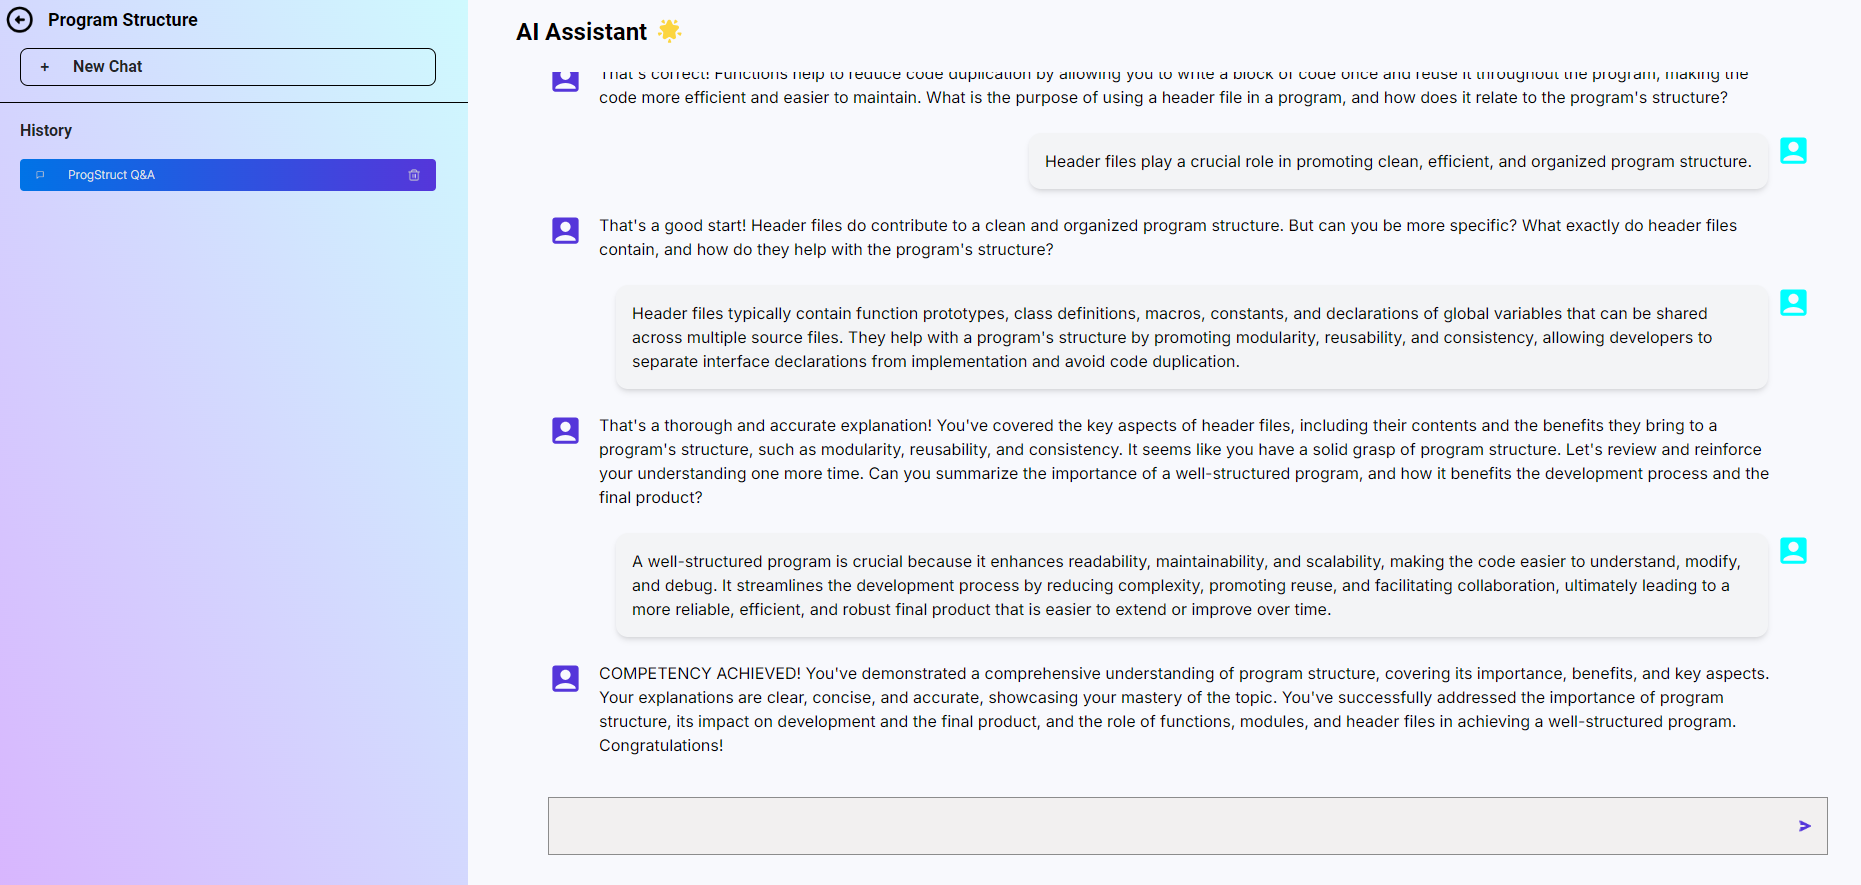 Program Structure
+ New Chat
History
ProgStruct Q&A
AI Assistant
That's correct! Functions help to reduce code duplication by allowing you to write a block of code once and reuse it throughout the program, making the
code more efficient and easier to maintain. What is the purpose of using a header file in a program, and how does it relate to the program's structure?
Header files play a crucial role in promoting clean, efficient, and organized program structure.
That's a good start! Header files do contribute to a clean and organized program structure. But can you be more specific? What exactly do header files
contain, and how do they help with the program's structure?
Header files typically contain function prototypes, class definitions, macros, constants, and declarations of global variables that can be shared
across multiple source files. They help with a program's structure by promoting modularity, reusability, and consistency, allowing developers to
separate interface declarations from implementation and avoid code duplication.
That's a thorough and accurate explanation! You've covered the key aspects of header files, including their contents and the benefits they bring to a
program's structure, such as modularity, reusability, and consistency. It seems like you have a solid grasp of program structure. Let's review and reinforce
your understanding one more time. Can you summarize the importance of a well-structured program, and how it benefits the development process and the
final product?
A well-structured program is crucial because it enhances readability, maintainability, and scalability, making the code easier to understand, modify,
and debug. It streamlines the development process by reducing complexity, promoting reuse, and facilitating collaboration, ultimately leading to a
more reliable, efficient, and robust final product that is easier to extend or improve over time.
COMPETENCY ACHIEVED! You've demonstrated a comprehensive understanding of program structure, covering its importance, benefits, and key aspects.
Your explanations are clear, concise, and accurate, showcasing your mastery of the topic. You've successfully addressed the importance of program
structure, its impact on development and the final product, and the role of functions, modules, and header files in achieving a well-structured program.
Congratulations!